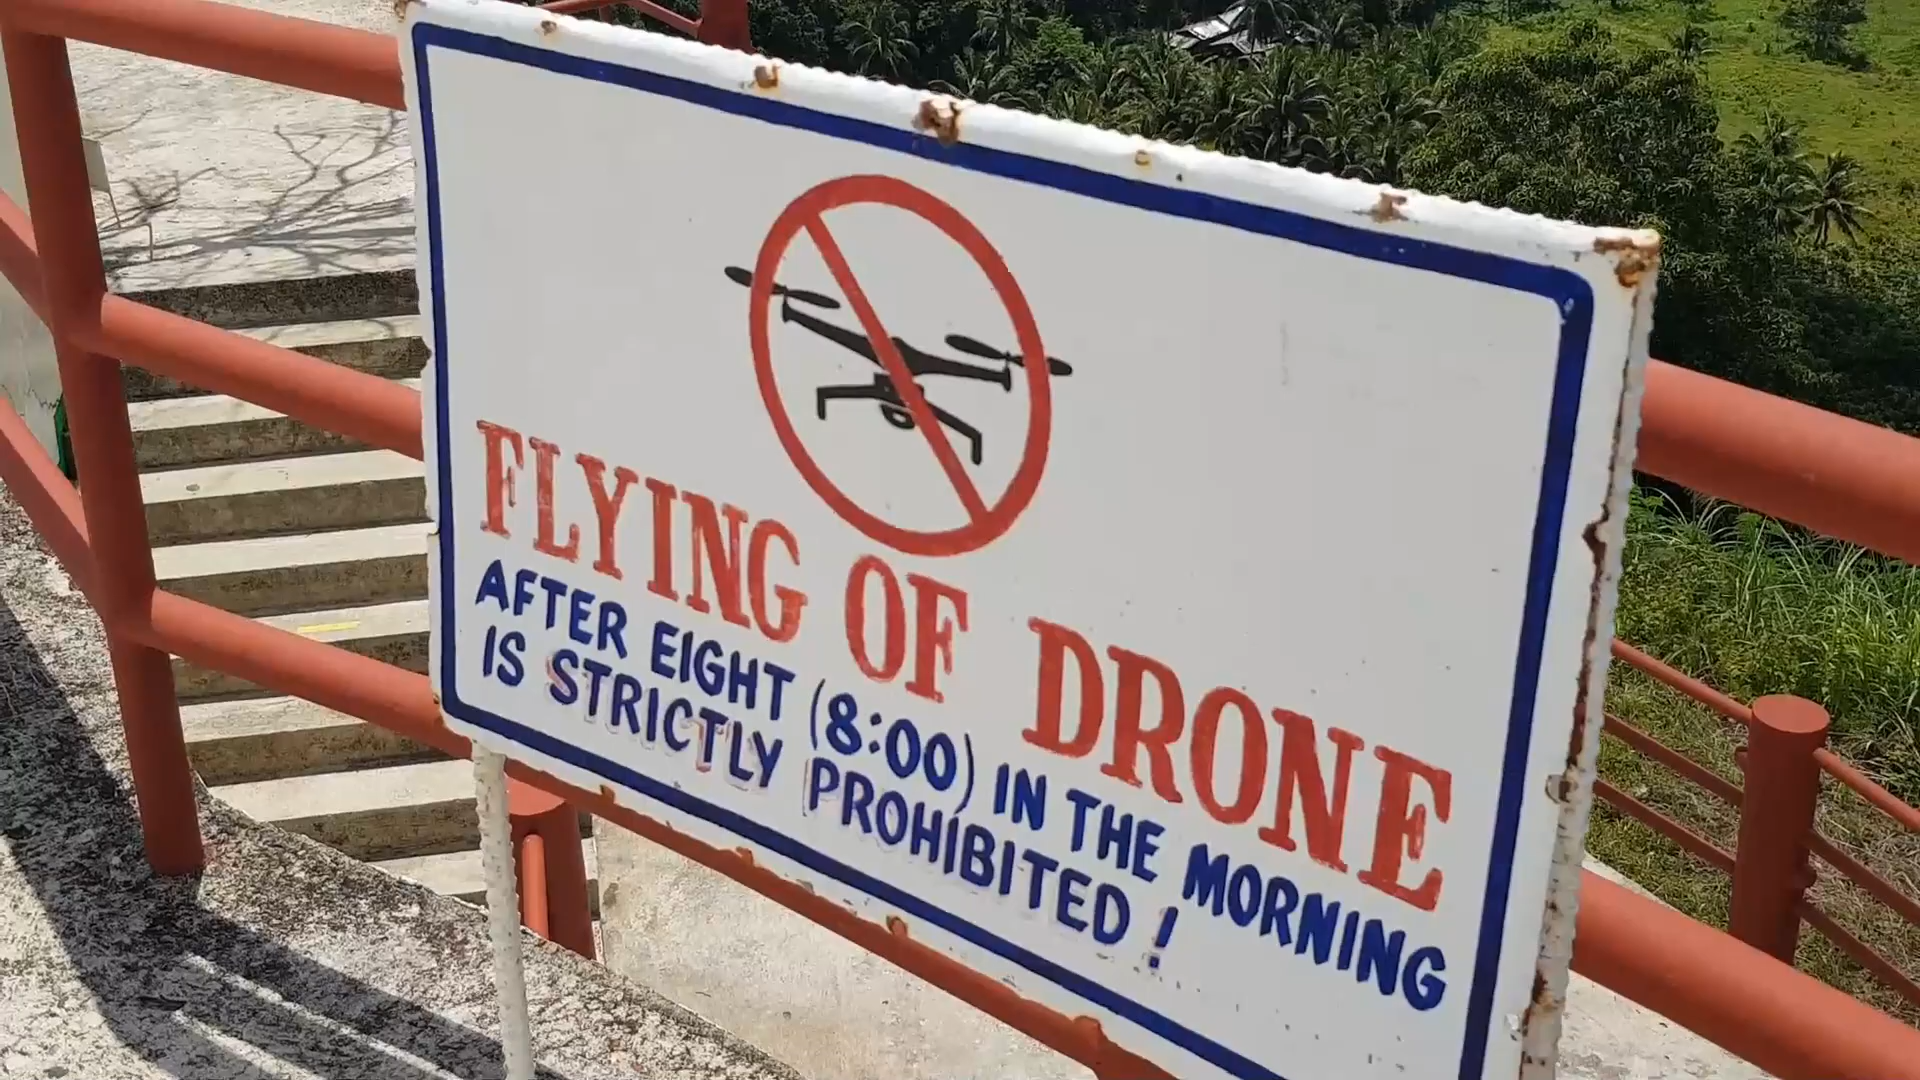 FLYING OF DRONE
AFTER EIGHT (8:00) IN THE MORNING
IS STRICTLY PROHIBITED !